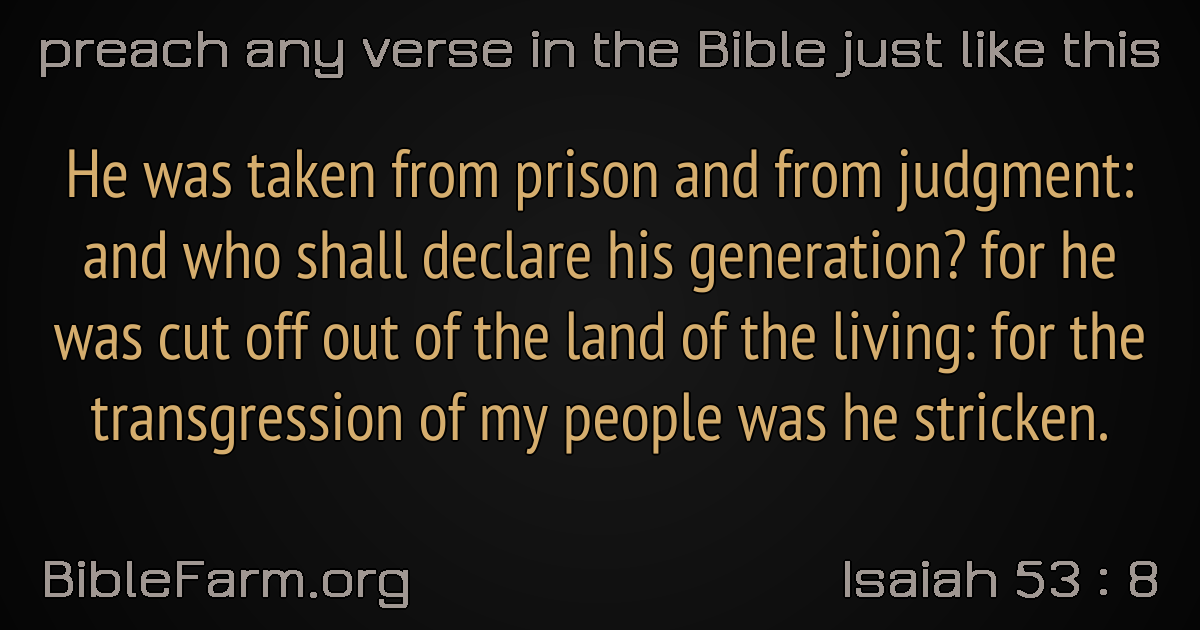 preach any verse in the Bible just like this
He was taken from prison and from judgment:
and who shall declare his generation? for he
was cut off out of the land of the living: for the
transgression of my people was he stricken.
BibleFarm.org
Isaiah 53 : 8